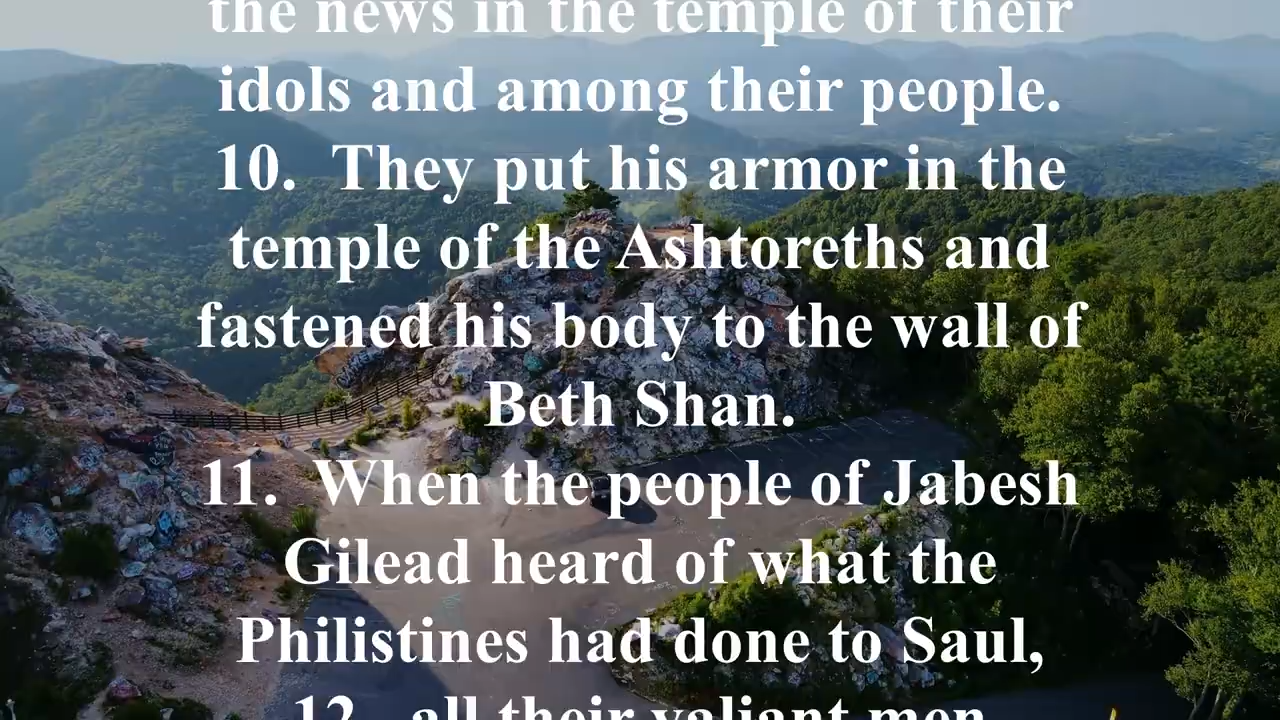 the news in the temple of their
idols and among their people.
10. They put his armor in the
temple of the Ashtoreths and
fastened his body to the wall of
Beth Shan.
11. When the people of Jabesh
Gilead heard of what the
Philistines had done to Saul,
12. all their valiant men